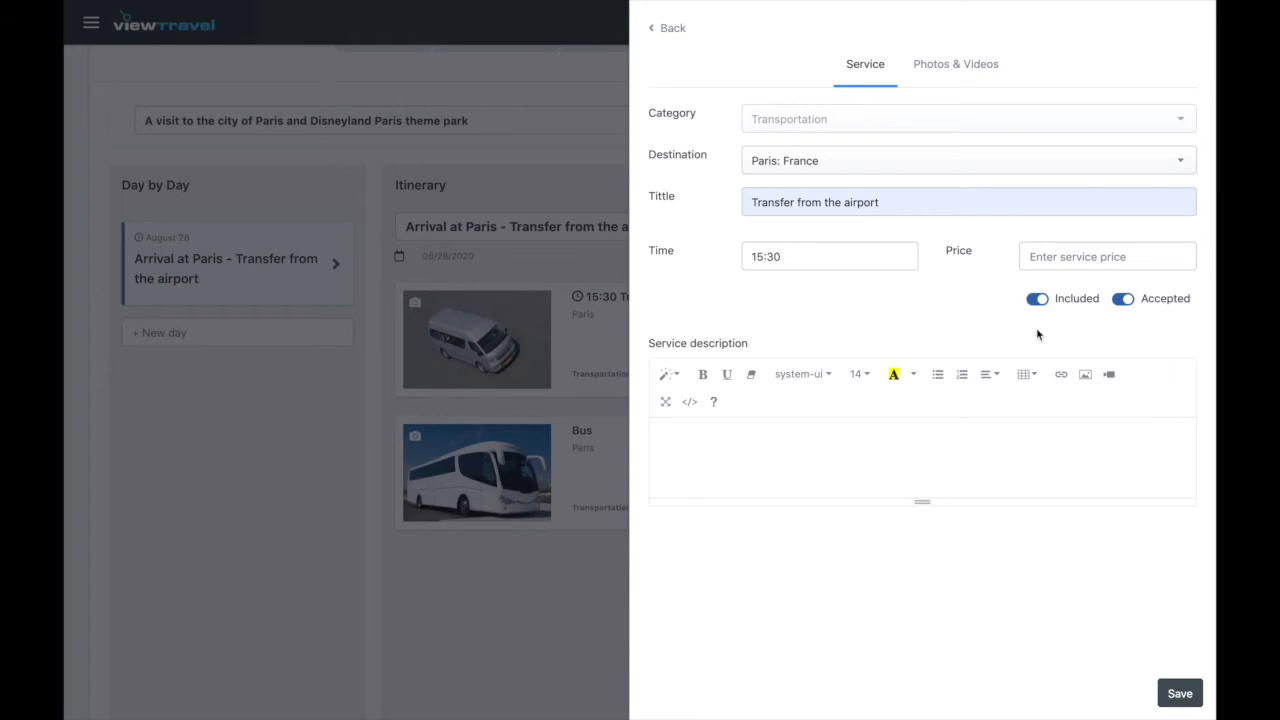 viewtravel
A visit to the city of Paris and Disneyland Paris theme park
Day by Day
August 28
Arrival at Paris - Transfer from
the airport
+ New day
Itinerary
Arrival at Paris - Transfer from the a
08/28/2020
15:30 Tr
Paris
Transportation
Bus
Paris
Transportation
Back
Service
Photos & Videos
Category
Transportation
Destination
Paris: France
Tittle
Transfer from the airport
Time
15:30
Price
Enter service price
Included
Accepted
Service description
B U system-ui 14 A
</> ?
Save